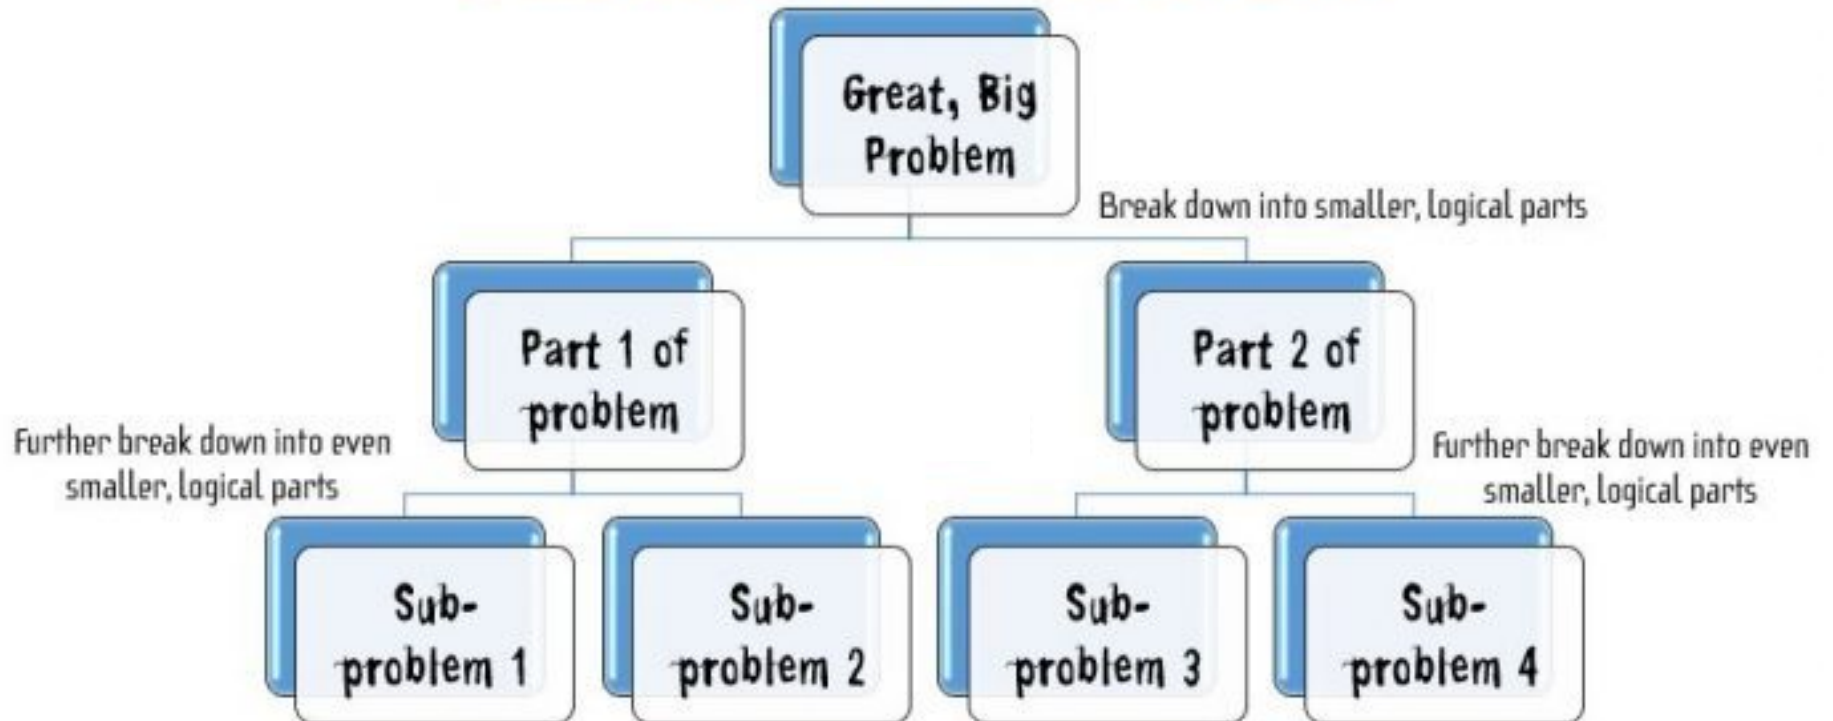 Great, Big
Problem
Break down into smaller, logical parts
Part 1 of
problem
Part 2 of
problem
Further break down into even
smaller, logical parts
Further break down into even
smaller, logical parts
Sub-
problem 1
Sub-
problem 2
Sub-
problem 3
Sub-
problem 4